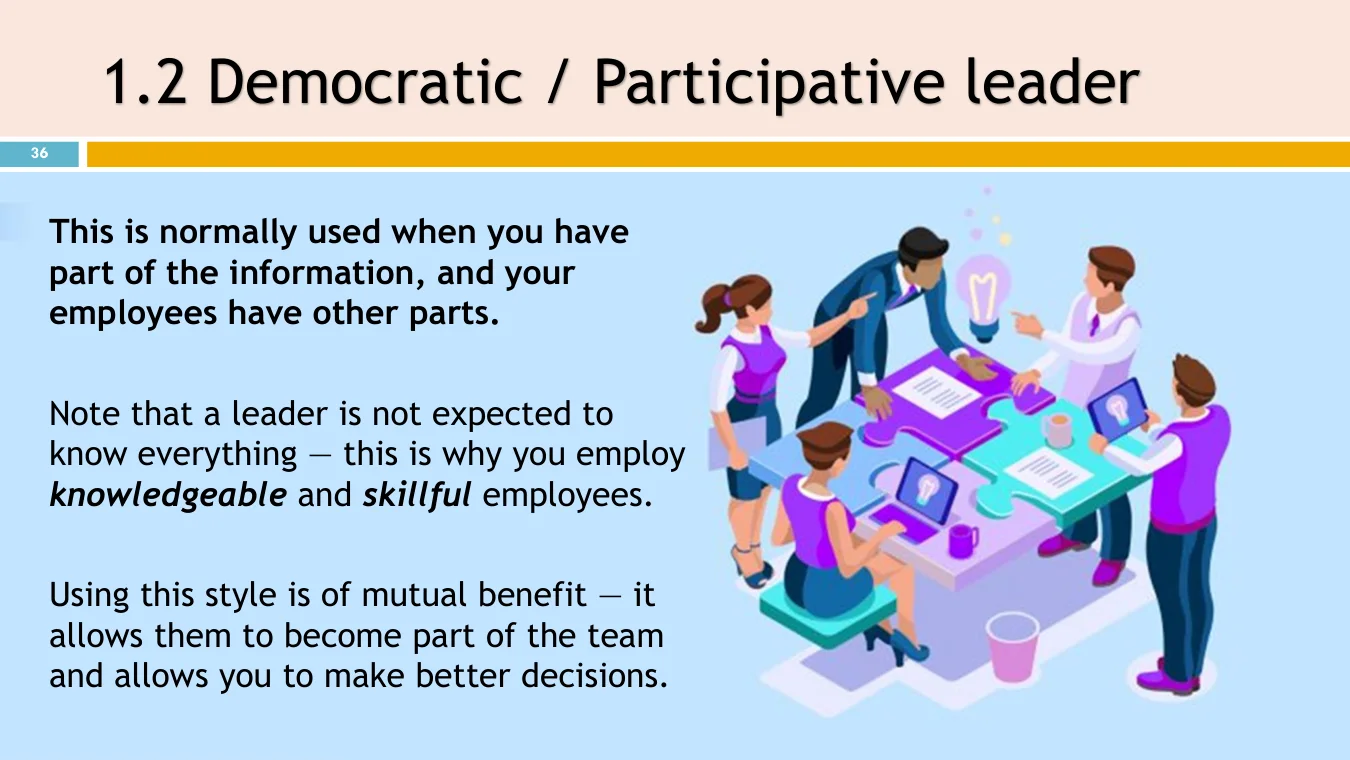 1.2 Democratic / Participative leader
36
This is normally used when you have
part of the information, and your
employees have other parts.
Note that a leader is not expected to
know everything — this is why you employ
knowledgeable and skillful employees.
Using this style is of mutual benefit — it
allows them to become part of the team
and allows you to make better decisions.